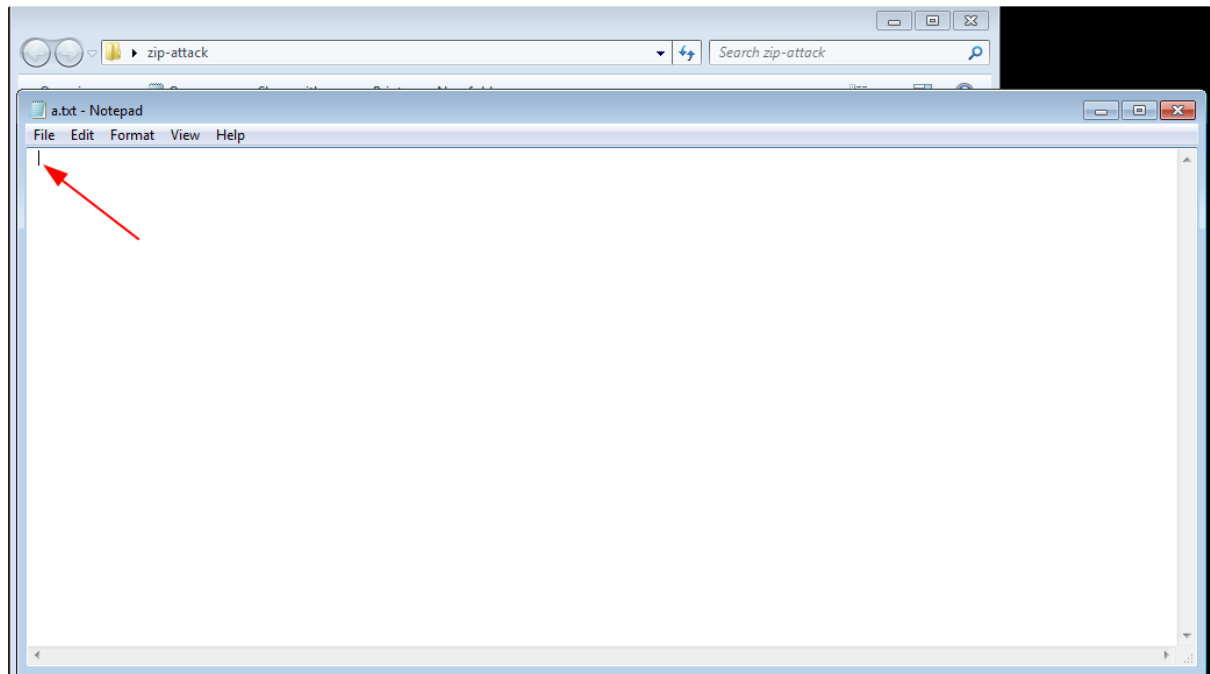 zip-attack
Search zip-attack
a.txt - Notepad
File Edit Format View Help